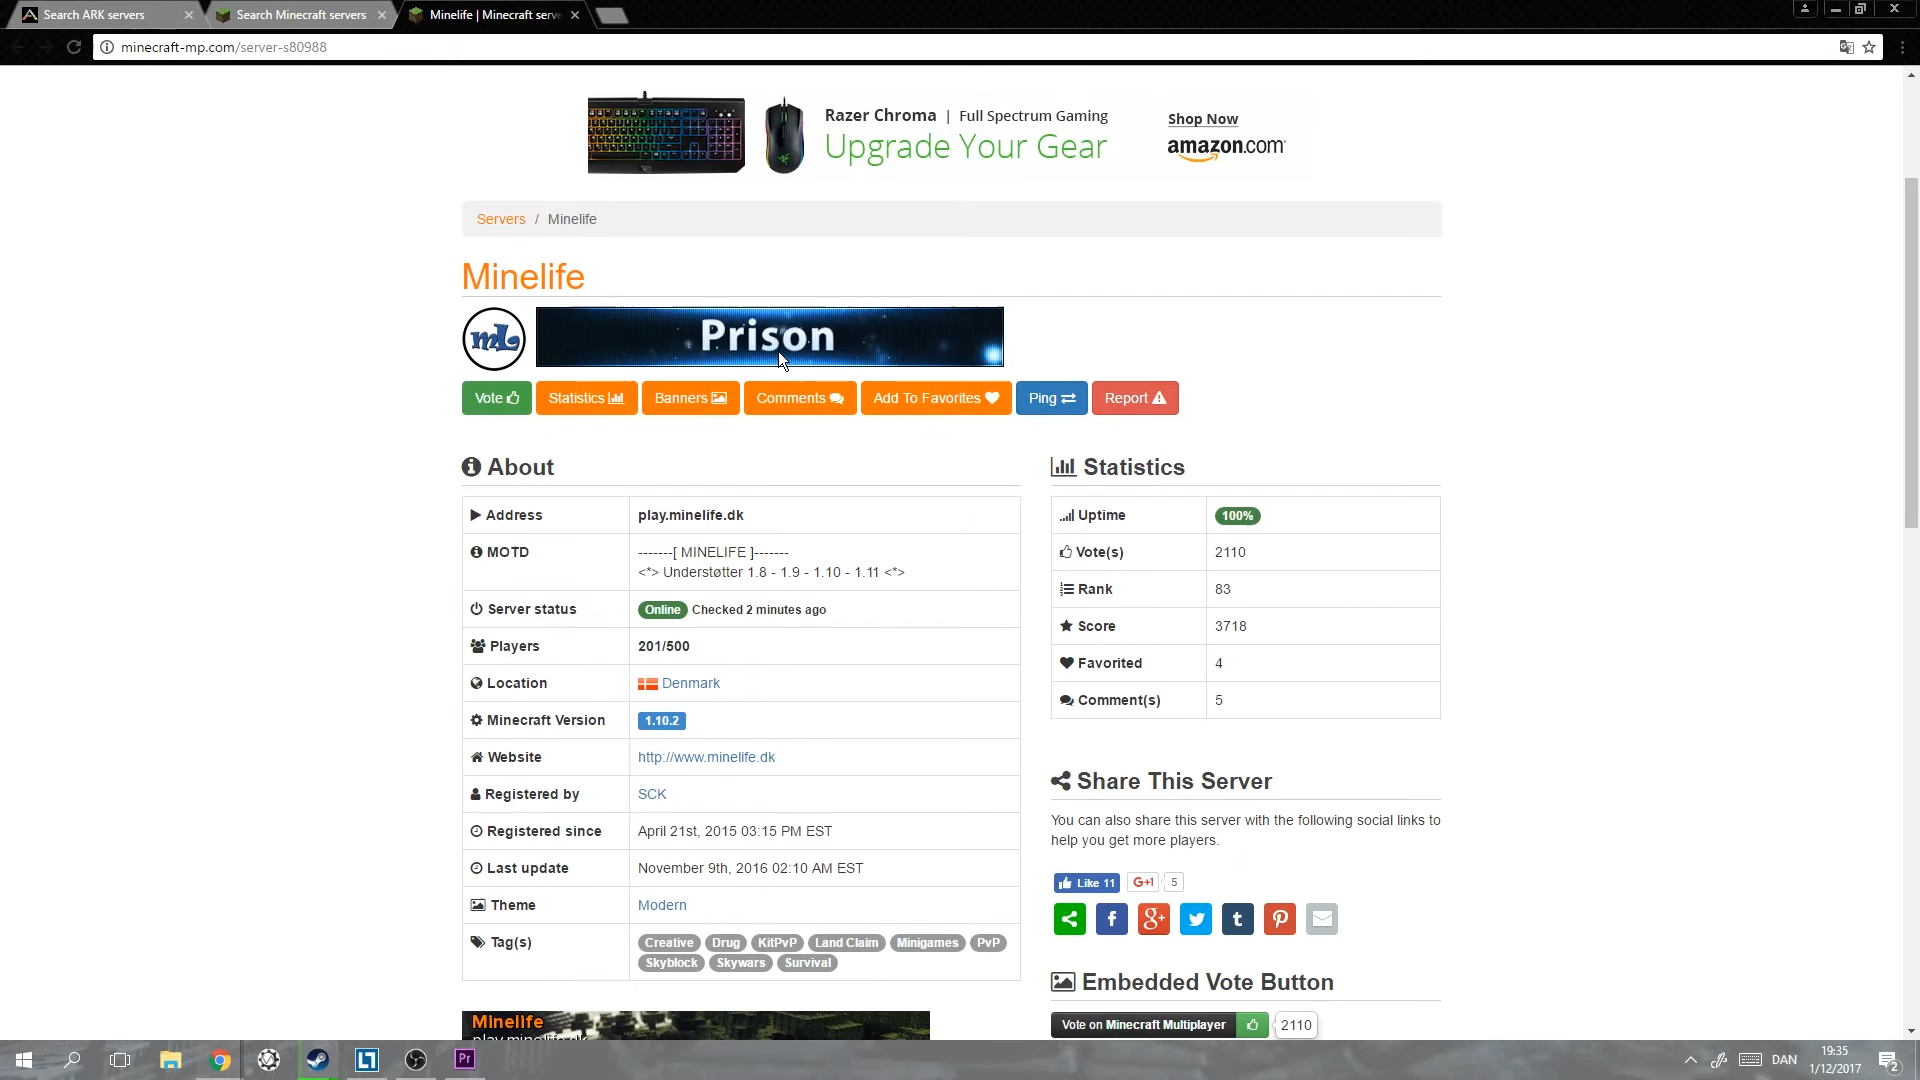 Search ARK servers
Search Minecraft servers
Minelife | Minecraft serv
minecraft-mp.com/server-s80988
Razer Chroma | Full Spectrum Gaming
Upgrade Your Gear
Shop Now
amazon.com
Servers / Minelife
Minelife
mL
Prison
Vote
Statistics
Banners
Comments
Add To Favorites
Ping
Report
About
Address play.minelife.dk
MOTD -------[ MINELIFE ]-------
<*> Understøtter 1.8 - 1.9 - 1.10 - 1.11 <*>
Server status Online Checked 2 minutes ago
Players 201/500
Location Denmark
Minecraft Version 1.10.2
Website http://www.minelife.dk
Registered by SCK
Registered since April 21st, 2015 03:15 PM EST
Last update November 9th, 2016 02:10 AM EST
Theme Modern
Tag(s) Creative Drug KitPvP Land Claim Minigames PvP
Skyblock Skywars Survival
Minelife
play.minelife.dk
Statistics
Uptime 100%
Vote(s) 2110
Rank 83
Score 3718
Favorited 4
Comment(s) 5
Share This Server
You can also share this server with the following social links to
help you get more players.
Like 11
G+1 5
Embedded Vote Button
Vote on Minecraft Multiplayer 2110
DAN
19:35
1/12/2017
2